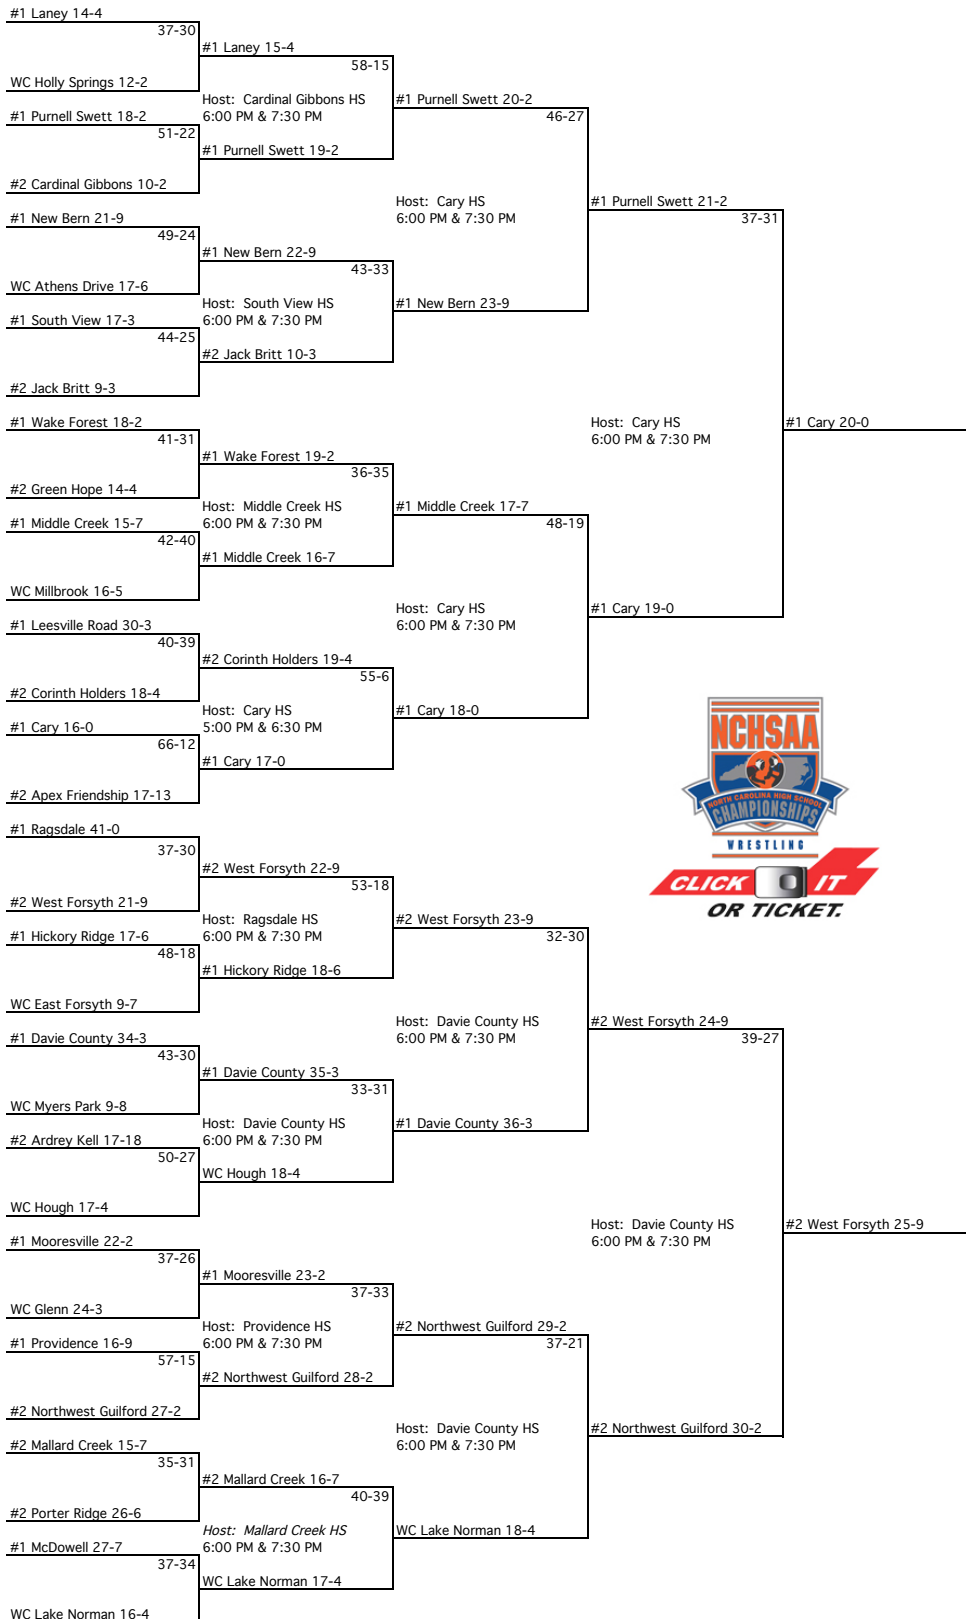 #1 Laney 14-4
37-30
#1 Laney 15-4
58-15
WC Holly Springs 12-2
Host: Cardinal Gibbons HS
#1 Purnell Swett 20-2
#1 Purnell Swett 18-2
6:00 PM & 7:30 PM
46-27
51-22
#1 Purnell Swett 19-2
#2 Cardinal Gibbons 10-2
Host: Cary HS
#1 Purnell Swett 21-2
#1 New Bern 21-9
6:00 PM & 7:30 PM
37-31
49-24
#1 New Bern 22-9
43-33
WC Athens Drive 17-6
Host: South View HS
#1 New Bern 23-9
#1 South View 17-3
6:00 PM & 7:30 PM
44-25
#2 Jack Britt 10-3
#2 Jack Britt 9-3
#1 Wake Forest 18-2
Host: Cary HS
#1 Cary 20-0
41-31
6:00 PM & 7:30 PM
#1 Wake Forest 19-2
36-35
#2 Green Hope 14-4
Host: Middle Creek HS
#1 Middle Creek 17-7
#1 Middle Creek 15-7
6:00 PM & 7:30 PM
48-19
42-40
#1 Middle Creek 16-7
WC Millbrook 16-5
Host: Cary HS
#1 Cary 19-0
#1 Leesville Road 30-3
6:00 PM & 7:30 PM
40-39
#2 Corinth Holders 19-4
55-6
#2 Corinth Holders 18-4
Host: Cary HS
#1 Cary 18-0
#1 Cary 16-0
5:00 PM & 6:30 PM
66-12
#1 Cary 17-0
#2 Apex Friendship 17-13
NCHSAA
NORTH CAROLINA HIGH SCHOOL
CHAMPIONSHIPS
WRESTLING
CLICK IT
OR TICKET.
#1 Ragsdale 41-0
37-30
#2 West Forsyth 22-9
53-18
#2 West Forsyth 21-9
Host: Ragsdale HS
#2 West Forsyth 23-9
#1 Hickory Ridge 17-6
6:00 PM & 7:30 PM
32-30
48-18
#1 Hickory Ridge 18-6
WC East Forsyth 9-7
Host: Davie County HS
#2 West Forsyth 24-9
#1 Davie County 34-3
6:00 PM & 7:30 PM
39-27
43-30
#1 Davie County 35-3
33-31
WC Myers Park 9-8
Host: Davie County HS
#1 Davie County 36-3
#2 Ardrey Kell 17-18
6:00 PM & 7:30 PM
50-27
WC Hough 18-4
WC Hough 17-4
Host: Davie County HS
#2 West Forsyth 25-9
#1 Mooresville 22-2
6:00 PM & 7:30 PM
37-26
#1 Mooresville 23-2
37-33
WC Glenn 24-3
Host: Providence HS
#2 Northwest Guilford 29-2
#1 Providence 16-9
6:00 PM & 7:30 PM
37-21
57-15
#2 Northwest Guilford 28-2
#2 Northwest Guilford 27-2
Host: Davie County HS
#2 Northwest Guilford 30-2
#2 Mallard Creek 15-7
6:00 PM & 7:30 PM
35-31
#2 Mallard Creek 16-7
40-39
#2 Porter Ridge 26-6
Host: Mallard Creek HS
WC Lake Norman 18-4
#1 McDowell 27-7
6:00 PM & 7:30 PM
37-34
WC Lake Norman 17-4
WC Lake Norman 16-4